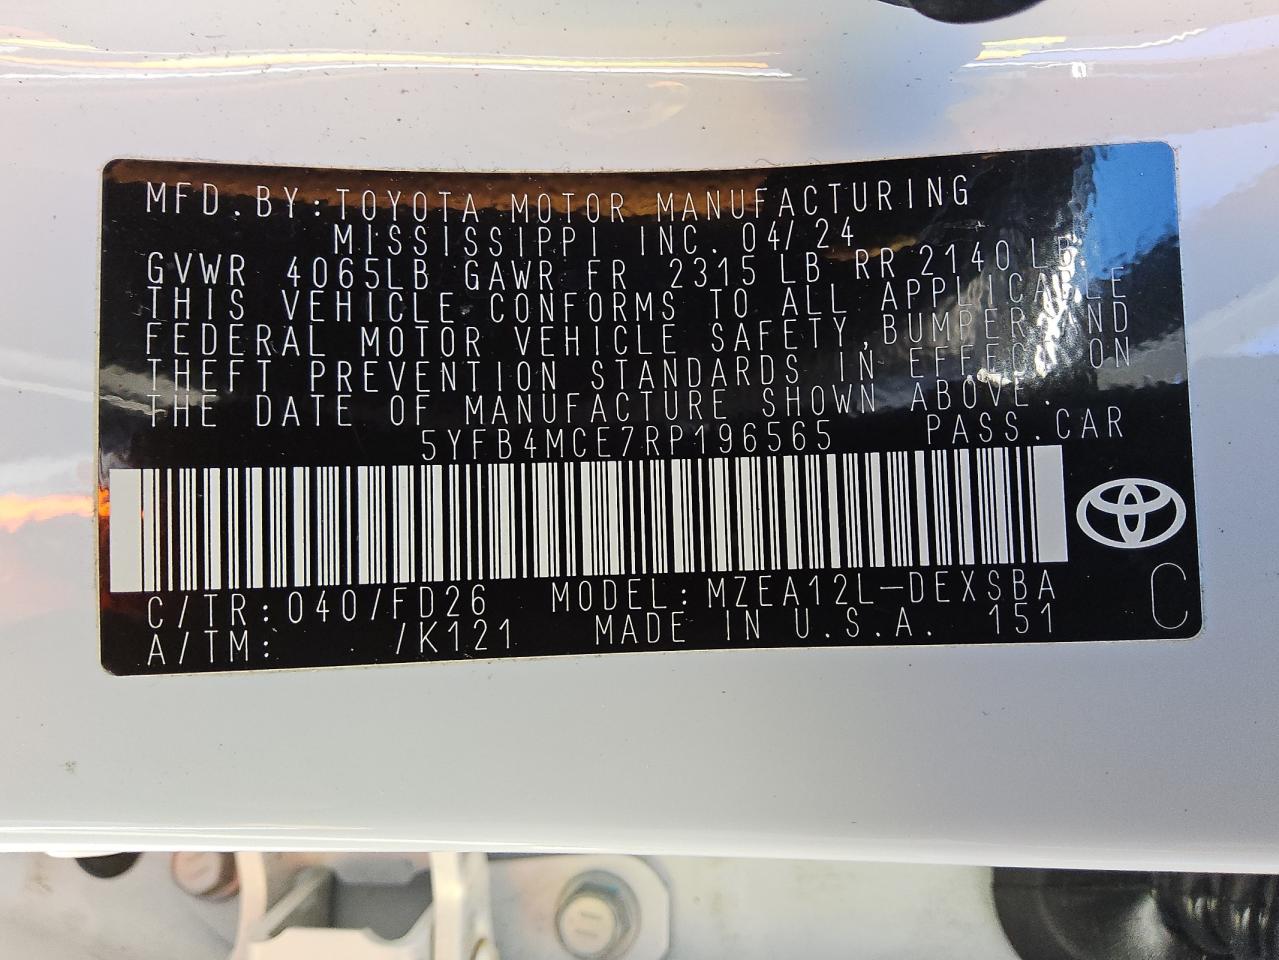 MFD.BY:TOYOTA MOTOR MANUFACTURING
MISSISSIPPI INC. 04/24
GVWR 4065LB GAWR FR 2315 LB RR 2140 LB
THIS VEHICLE CONFORMS TO ALL APPLICABLE
FEDERAL MOTOR VEHICLE SAFETY,BUMPER AND
THEFT PREVENTION STANDARDS IN EFFECT ON
THE DATE OF MANUFACTURE SHOWN ABOVE.
5YFB4MCE7RP196565 PASS.CAR
C/TR:040/FD26 MODEL:MZEA12L-DEXSBA
A/TM: /K121 MADE IN U.S.A. 151
C